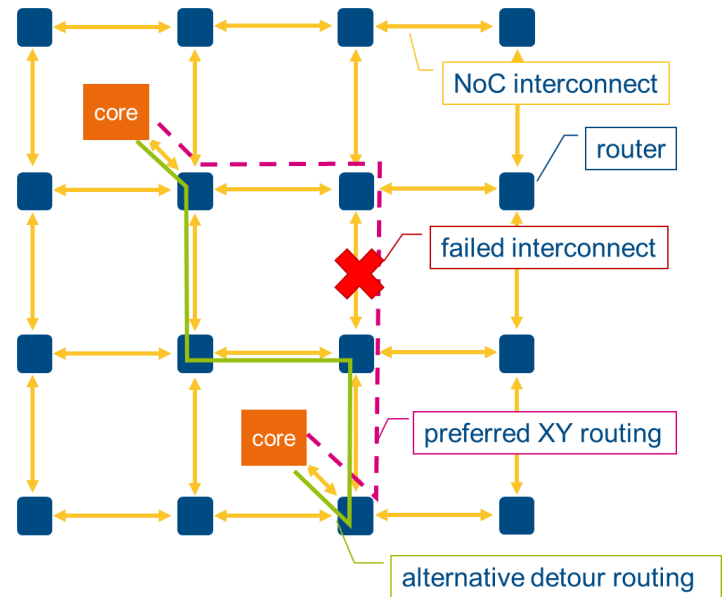 NoC interconnect
core
router
failed interconnect
core
preferred XY routing
alternative detour routing